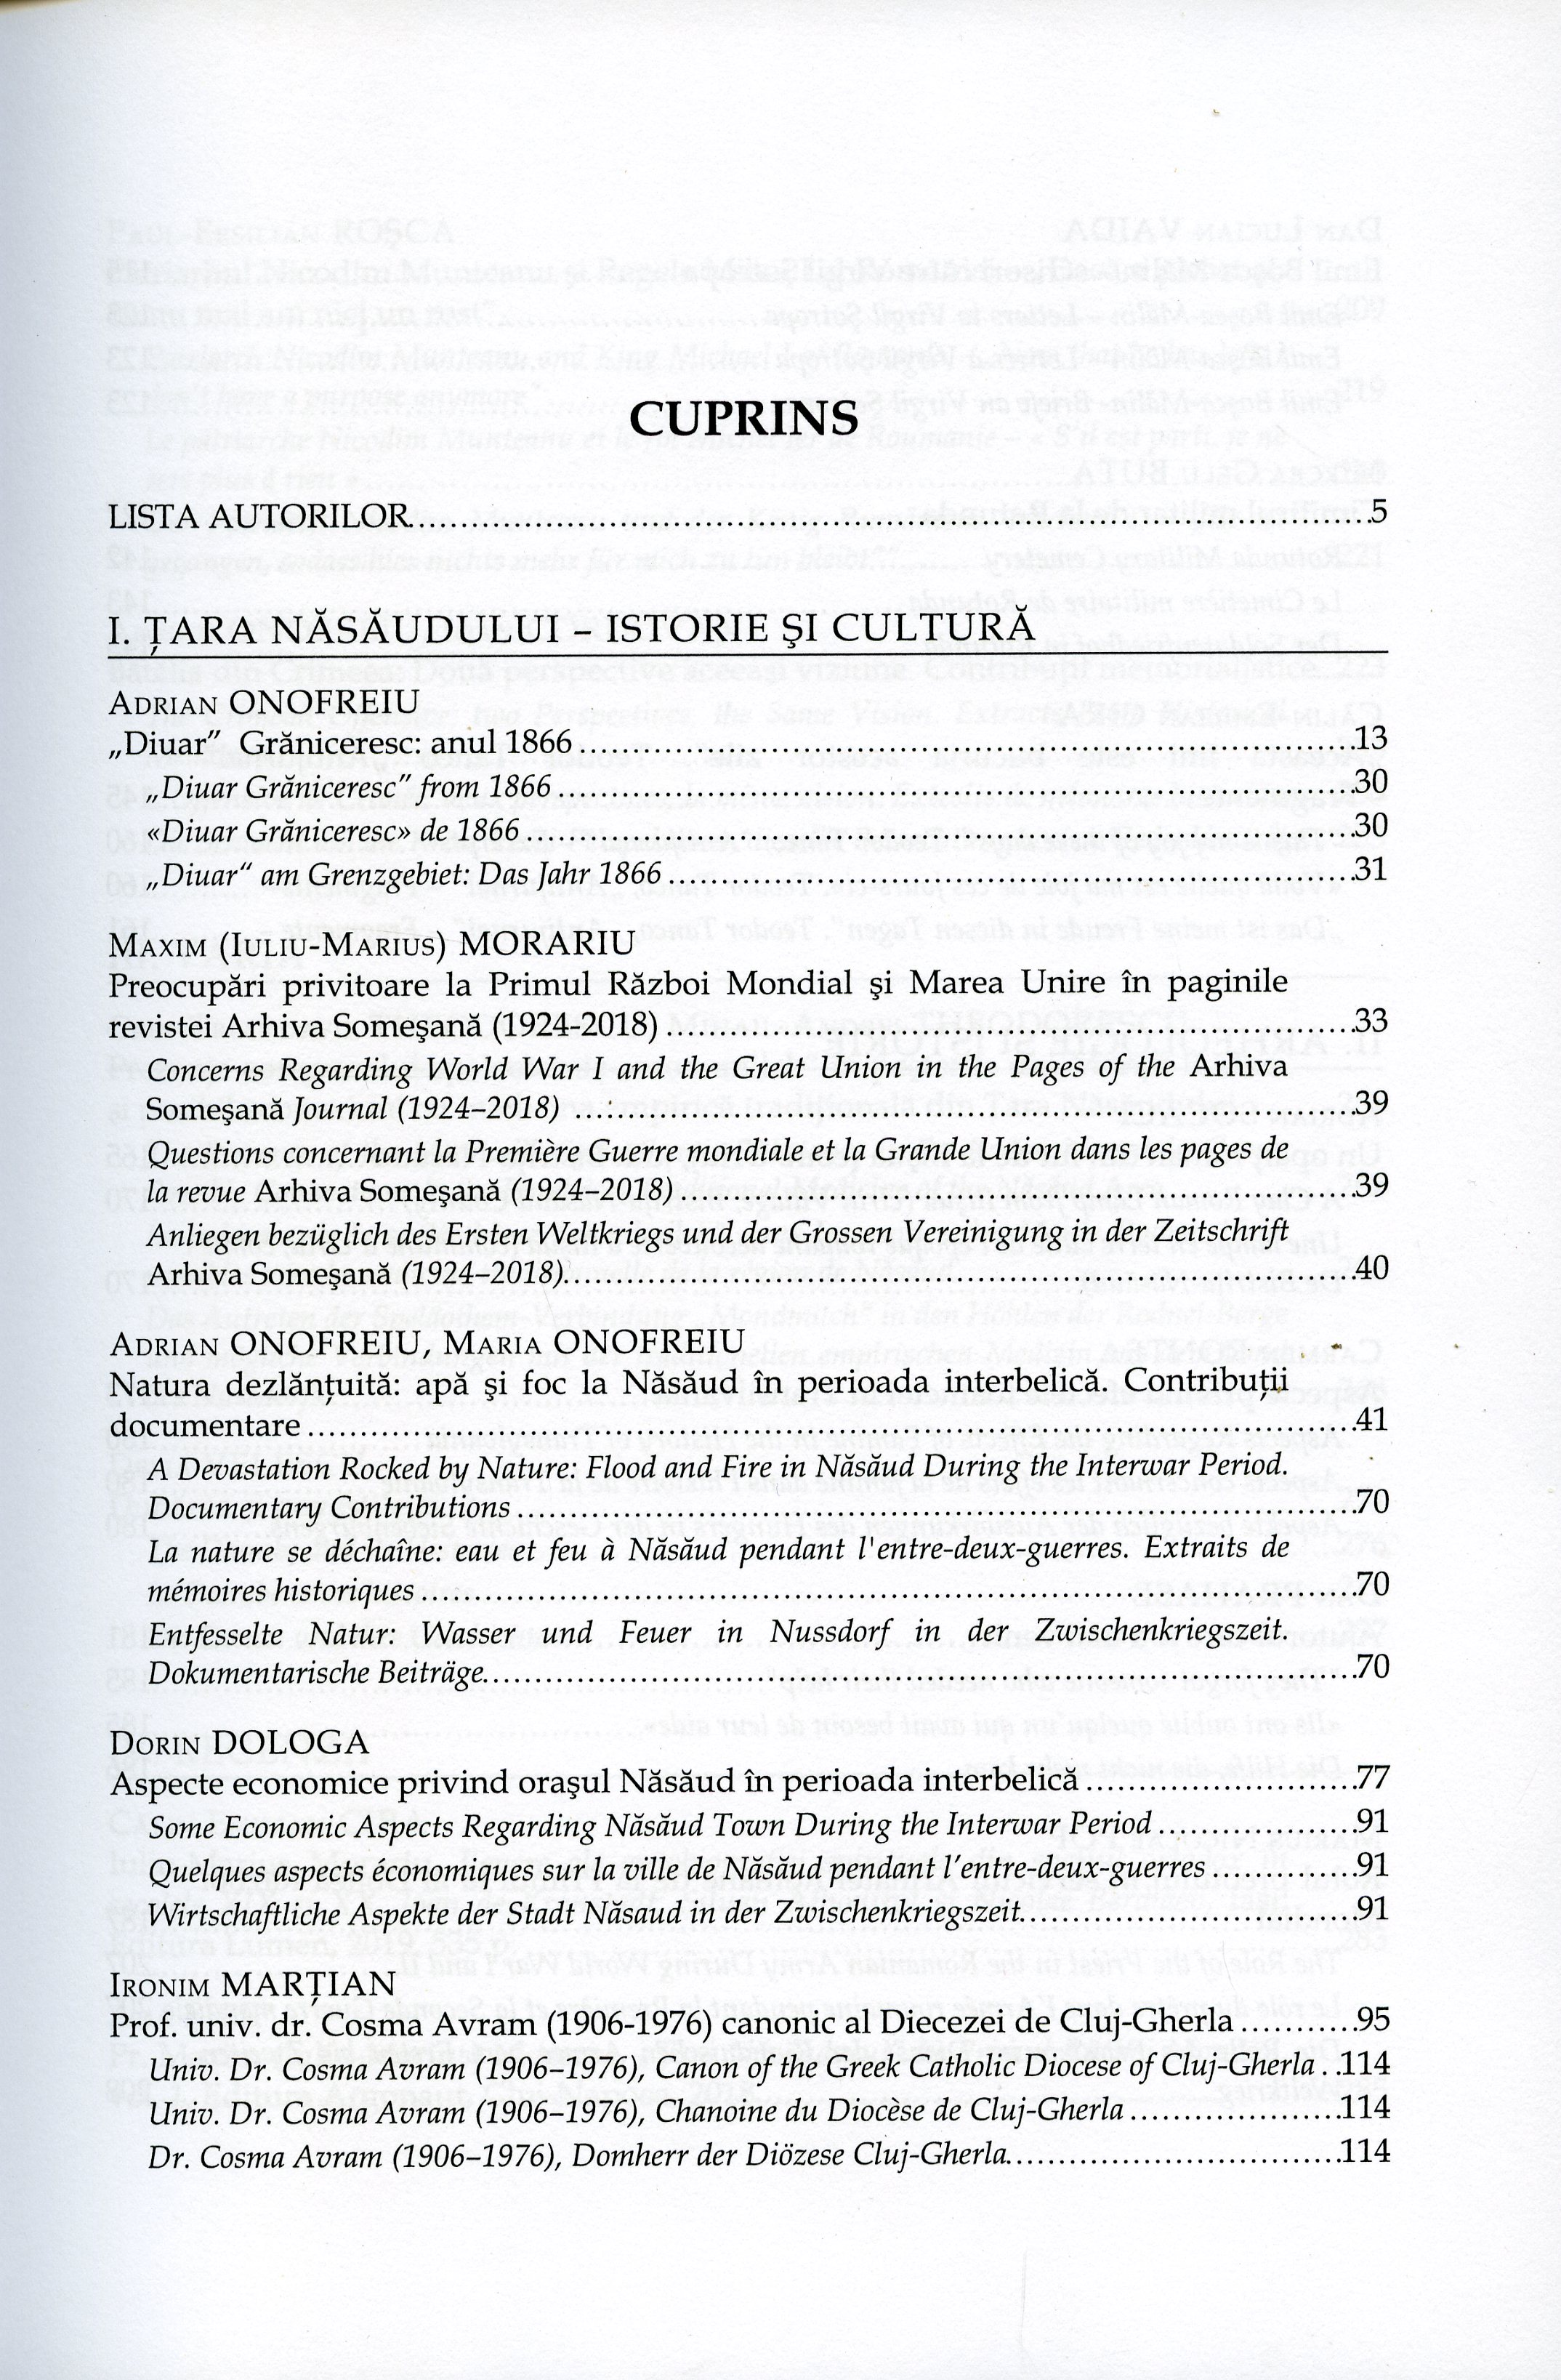 CUPRINS
LISTA AUTORILOR.....5
I. ŢARA NĂSĂUDULUI – ISTORIE ŞI CULTURĂ
ADRIAN ONOFREIU
„Diuar” Grăniceresc: anul 1866.....13
„Diuar Grăniceresc” from 1866.....30
«Diuar Grăniceresc» de 1866.....30
„Diuar“ am Grenzgebiet: Das Jahr 1866.....31
MAXIM (IULIU-MARIUS) MORARIU
Preocupări privitoare la Primul Război Mondial şi Marea Unire în paginile
revistei Arhiva Someşană (1924-2018).....33
Concerns Regarding World War I and the Great Union in the Pages of the Arhiva
Someşană Journal (1924–2018).....39
Questions concernant la Première Guerre mondiale et la Grande Union dans les pages de
la revue Arhiva Someşană (1924–2018).....39
Anliegen bezüglich des Ersten Weltkriegs und der Grossen Vereinigung in der Zeitschrift
Arhiva Someşană (1924–2018).....40
ADRIAN ONOFREIU, MARIA ONOFREIU
Natura dezlănţuită: apă şi foc la Năsăud în perioada interbelică. Contribuţii
documentare.....41
A Devastation Rocked by Nature: Flood and Fire in Năsăud During the Interwar Period.
Documentary Contributions.....70
La nature se déchaîne: eau et feu à Năsăud pendant l'entre-deux-guerres. Extraits de
mémoires historiques.....70
Entfesselte Natur: Wasser und Feuer in Nussdorf in der Zwischenkriegszeit.
Dokumentarische Beiträge.....70
DORIN DOLOGA
Aspecte economice privind oraşul Năsăud în perioada interbelică.....77
Some Economic Aspects Regarding Năsăud Town During the Interwar Period.....91
Quelques aspects économiques sur la ville de Năsăud pendant l’entre-deux-guerres.....91
Wirtschaftliche Aspekte der Stadt Năsaud in der Zwischenkriegszeit.....91
IRONIM MARŢIAN
Prof. univ. dr. Cosma Avram (1906-1976) canonic al Diecezei de Cluj-Gherla.....95
Univ. Dr. Cosma Avram (1906–1976), Canon of the Greek Catholic Diocese of Cluj-Gherla . .114
Univ. Dr. Cosma Avram (1906–1976), Chanoine du Diocèse de Cluj-Gherla.....114
Dr. Cosma Avram (1906–1976), Domherr der Diözese Cluj-Gherla.....114